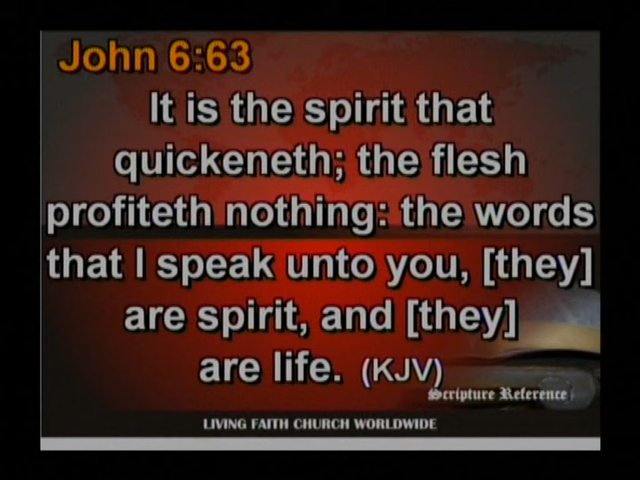 John 6:63
It is the spirit that
quickeneth; the flesh
profiteth nothing: the words
that I speak unto you, [they]
are spirit, and [they]
are life. (KJV)
Scripture Reference
LIVING FAITH CHURCH WORLDWIDE